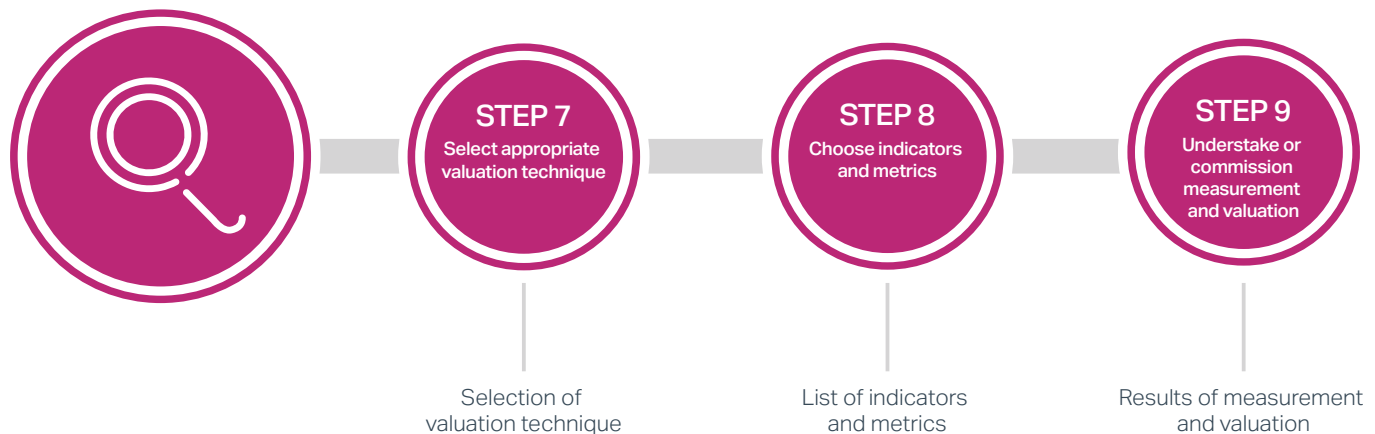 STEP 7
Select appropriate
valuation technique
STEP 8
Choose indicators
and metrics
STEP 9
Understake or
commission
measurement
and valuation
Selection of
valuation technique
List of indicators
and metrics
Results of measurement
and valuation